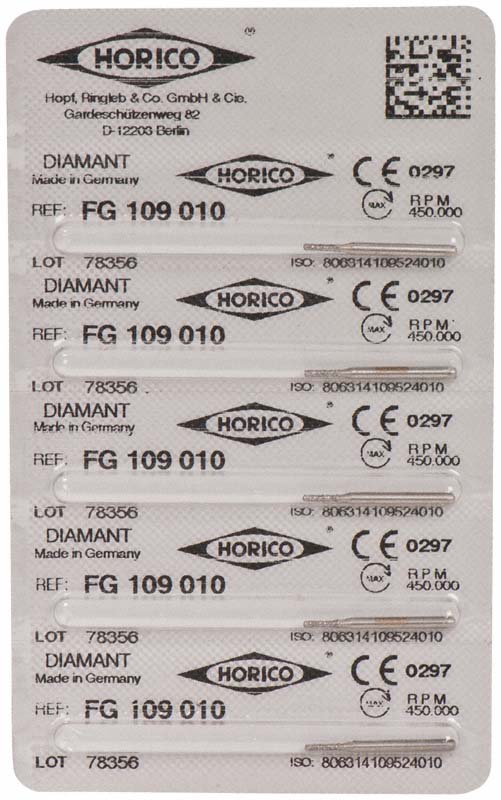 HORICO ®
Hopf, Ringleb & Co. GmbH & Cie.
Gardeschützenweg 82
D-12203 Berlin
DIAMANT HORICO ® CE 0297
Made in Germany
REF: FG 109 010 MAX RPM 450.000
LOT 78356 ISO: 806314109524010
DIAMANT HORICO ® CE 0297
Made in Germany
REF: FG 109 010 MAX RPM 450.000
LOT 78356 ISO: 806314109524010
DIAMANT HORICO ® CE 0297
Made in Germany
REF: FG 109 010 MAX RPM 450.000
LOT 78356 ISO: 806314109524010
DIAMANT HORICO ® CE 0297
Made in Germany
REF: FG 109 010 MAX RPM 450.000
LOT 78356 ISO: 806314109524010
DIAMANT HORICO ® CE 0297
Made in Germany
REF: FG 109 010 MAX RPM 450.000
LOT 78356 ISO: 806314109524010